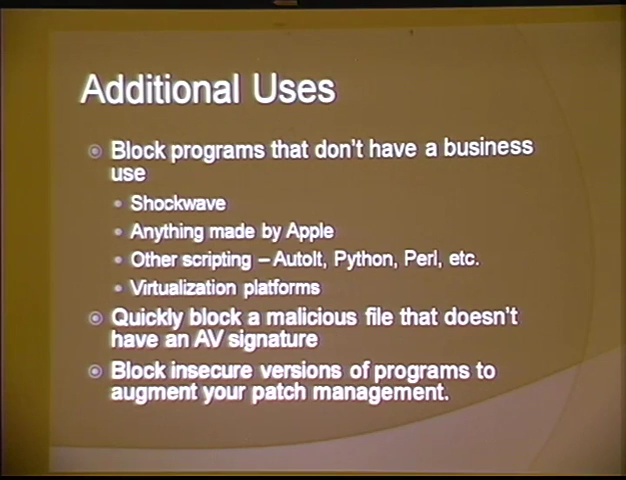 Additional Uses
Block programs that don't have a business
use
Shockwave
Anything made by Apple
Other scripting – AutoIt, Python, Perl, etc.
Virtualization platforms
Quickly block a malicious file that doesn't
have an AV signature
Block insecure versions of programs to
augment your patch management.